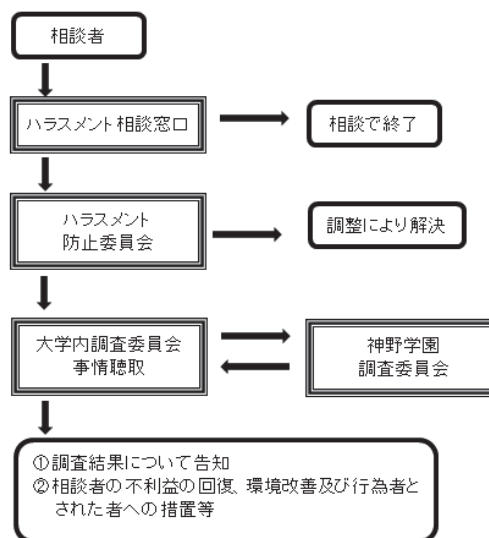 相談者
ハラスメント相談窓口
相談で終了
ハラスメント
防止委員会
調整により解決
大学内調査委員会
事情聴取
神野学園
調査委員会
①調査結果について告知
②相談者の不利益の回復、環境改善及び行為者と
された者への措置等